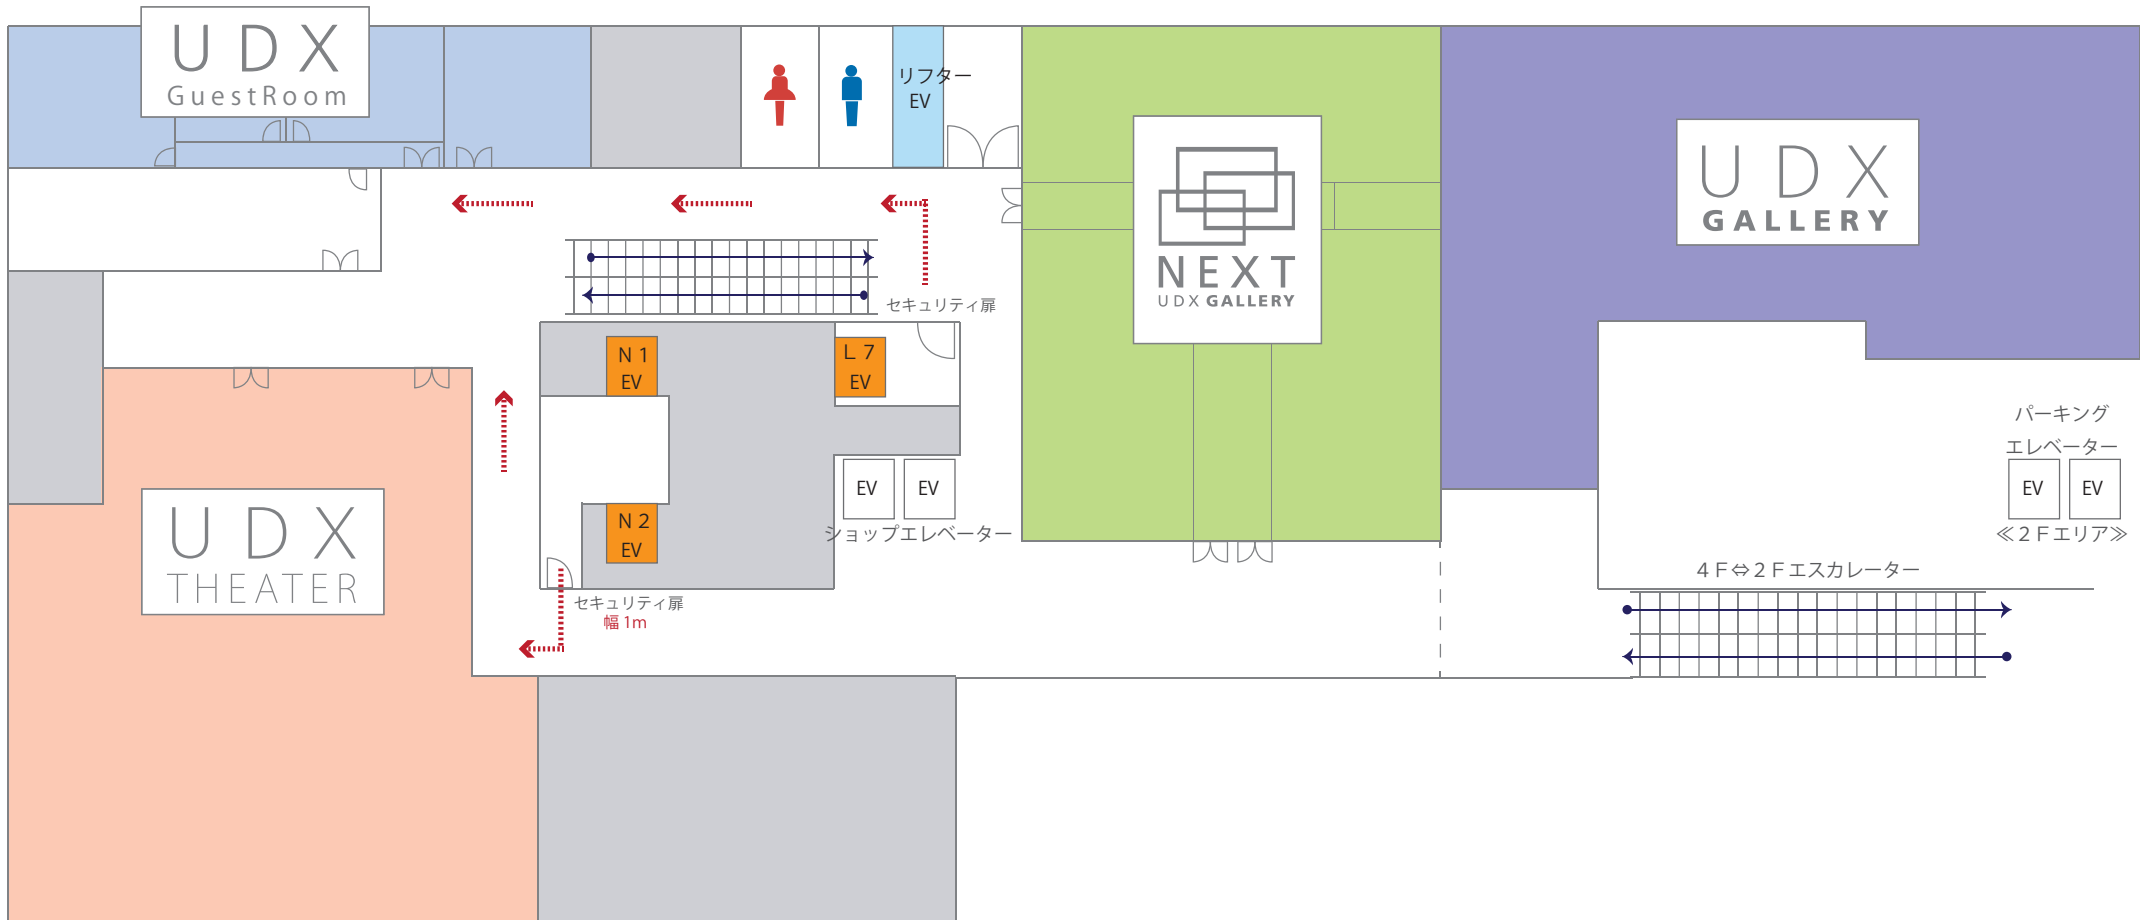 UDX
GuestRoom
リフター
EV
NEXT
UDX GALLERY
UDX
GALLERY
セキュリティ扉
N 1
EV
L 7
EV
パーキング
エレベーター
EV
EV
≪2Fエリア≫
EV
EV
ショップエレベーター
N 2
EV
UDX
THEATER
4F⇔2Fエスカレーター
セキュリティ扉
幅 1m